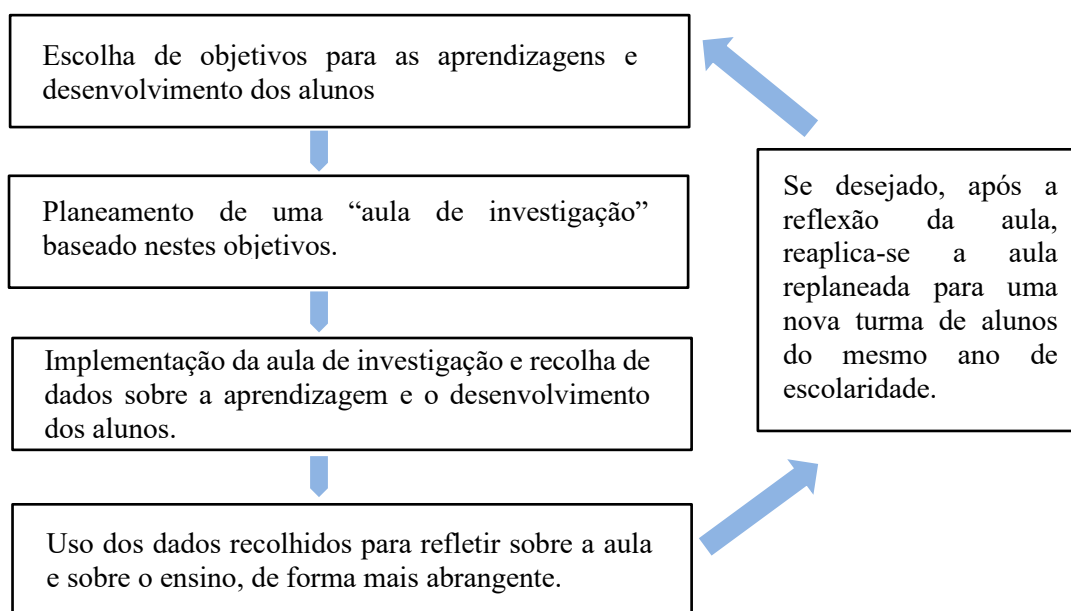 Escolha de objetivos para as aprendizagens e
desenvolvimento dos alunos
Planeamento de uma “aula de investigação”
baseado nestes objetivos.
Implementação da aula de investigação e recolha de
dados sobre a aprendizagem e o desenvolvimento
dos alunos.
Uso dos dados recolhidos para refletir sobre a aula
e sobre o ensino, de forma mais abrangente.
Se desejado, após a
reflexão da aula,
reaplica-se a aula
replaneada para uma
nova turma de alunos
do mesmo ano de
escolaridade.